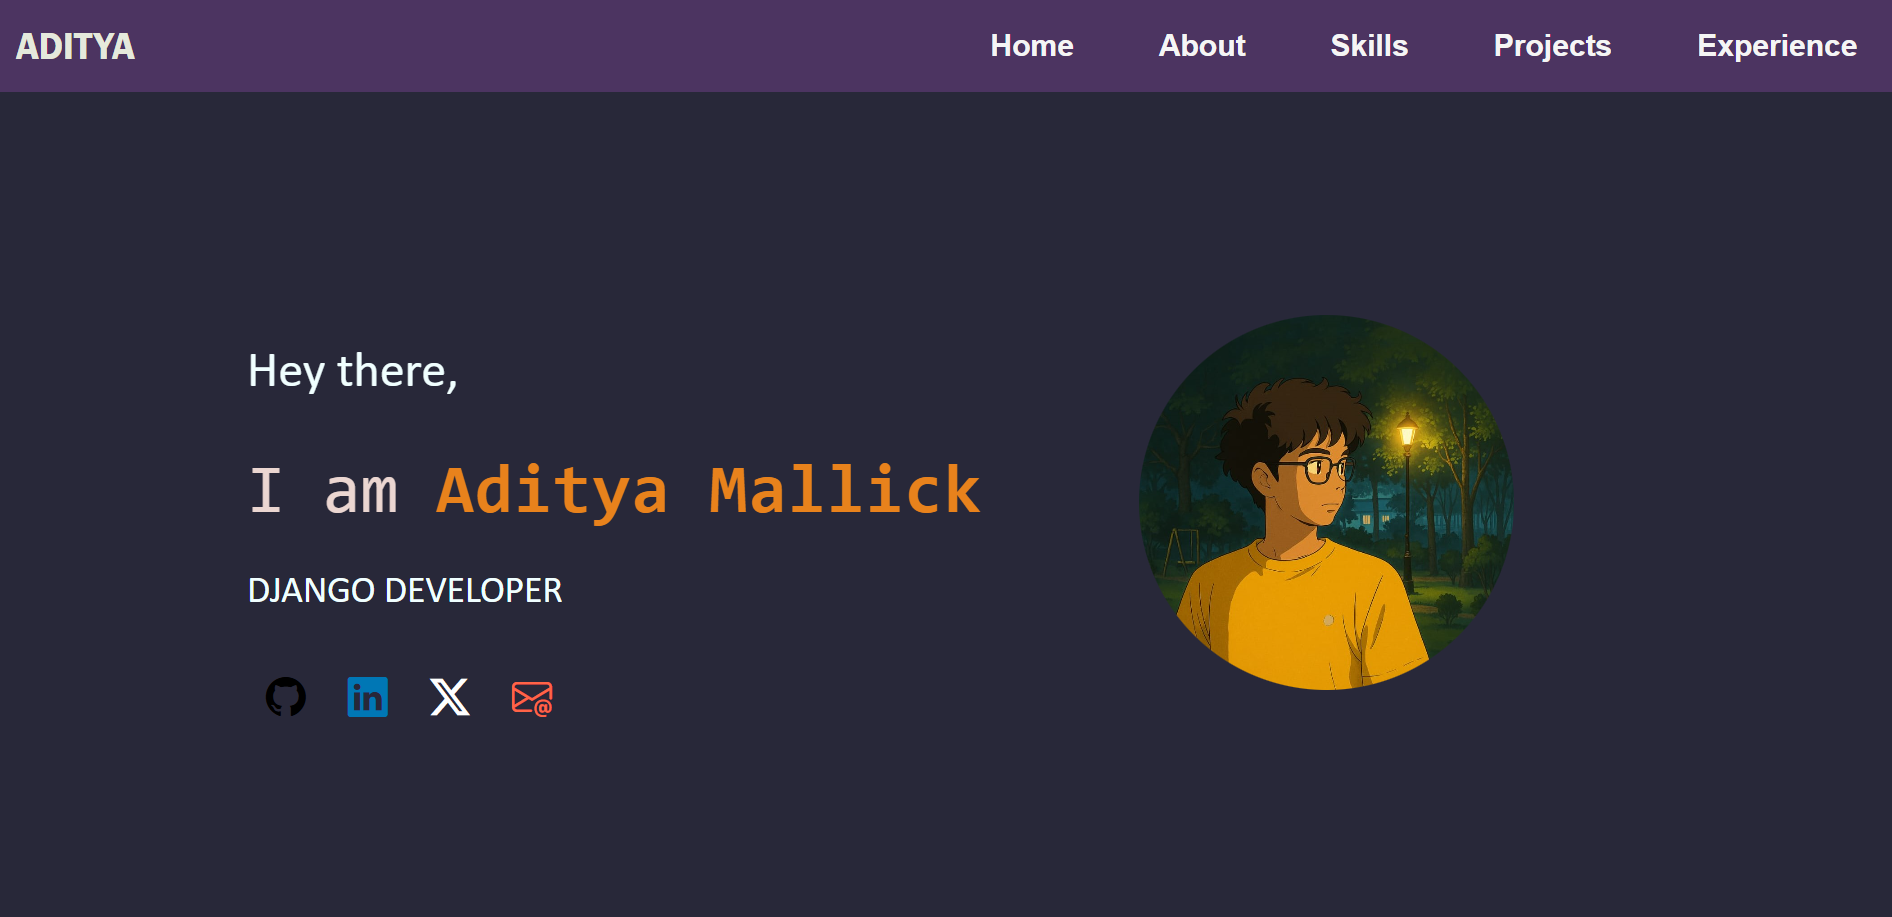 ADITYA
Home About Skills Projects Experience
Hey there,
I am Aditya Mallick
DJANGO DEVELOPER
in
X
@